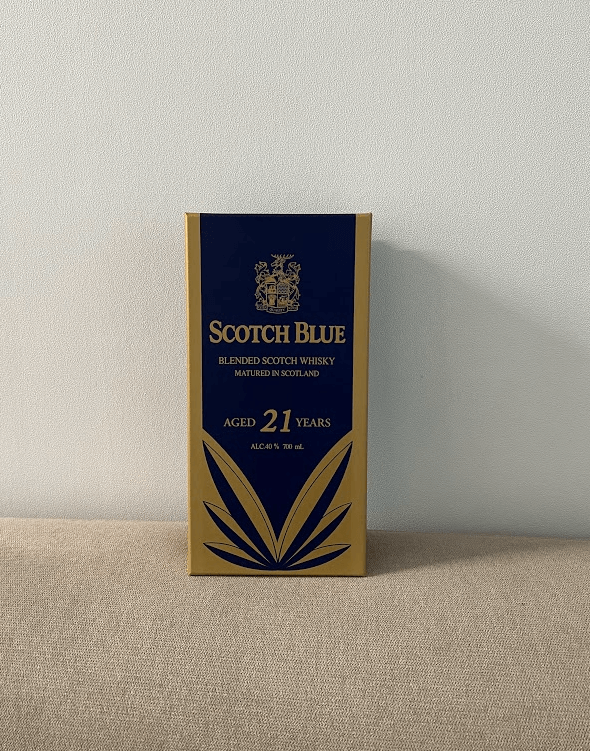 SCOTCH BLUE
BLENDED SCOTCH WHISKY
MATURED IN SCOTLAND
AGED 21 YEARS
ALC.40 % 700 mL